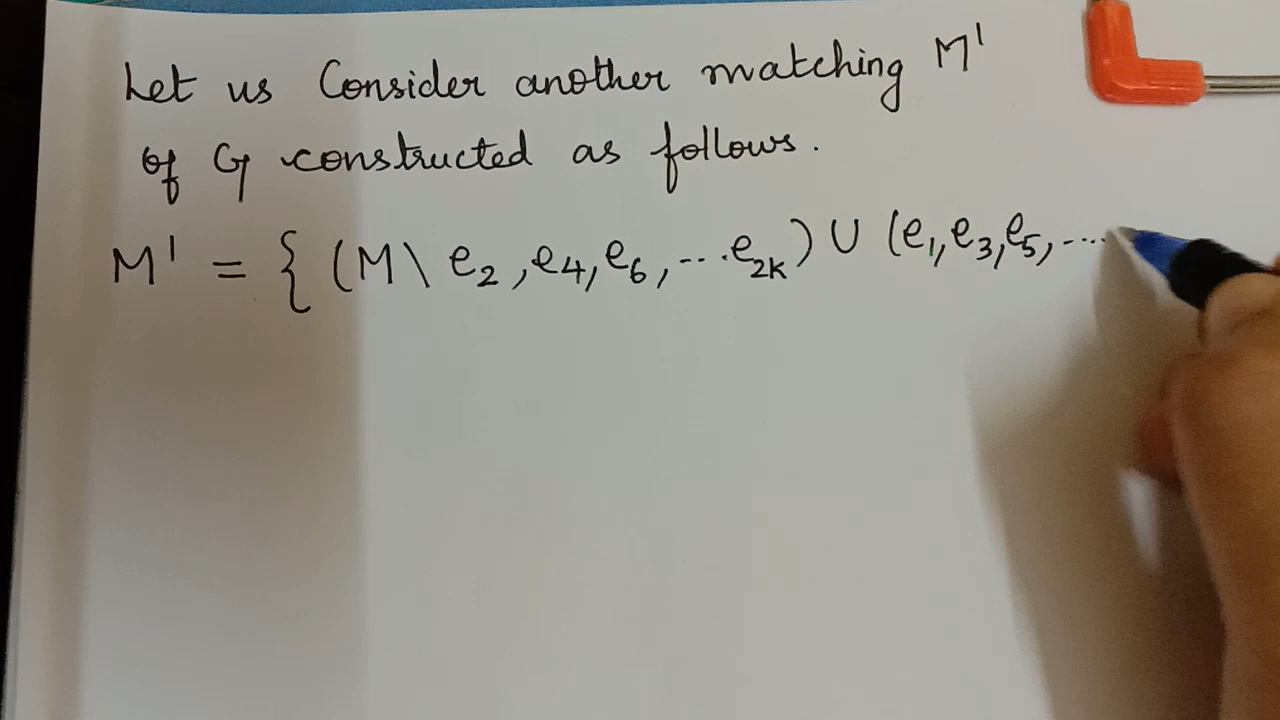 Let us Consider another matching M'
of G constructed as follows.
M' = { (M \ e₂, e₄, e₆, ... e₂ₖ) ∪ (e₁, e₃, e₅, ....